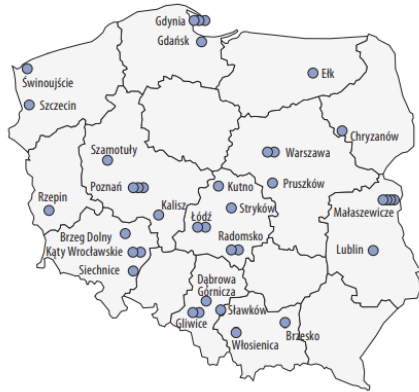 Gdynia
Gdańsk
Ełk
Świnoujście
Szczecin
Chryzanów
Szamotuły
Warszawa
Poznań
Kutno
Pruszków
Rzepin
Kalisz
Stryków
Małaszewicze
Łódź
Brzeg Dolny
Radomsko
Lublin
Kąty Wrocławskie
Siechnice
Dąbrowa
Górnicza
Sławków
Gliwice
Brzesko
Włosienica